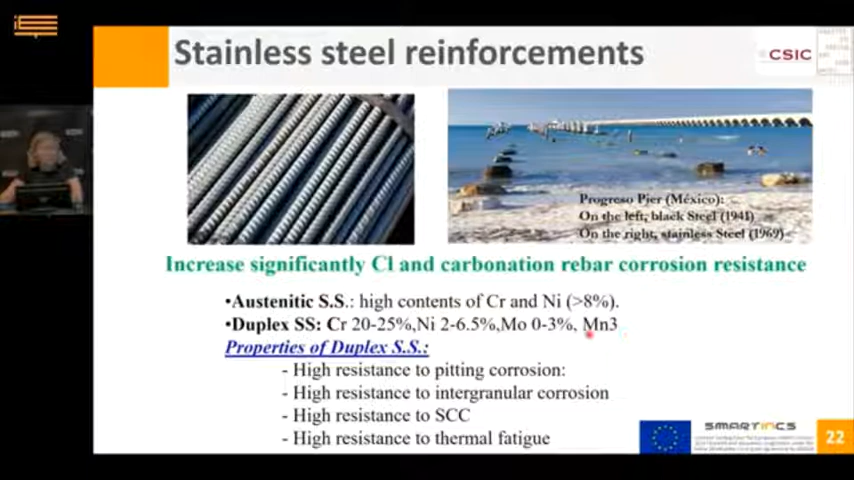 Stainless steel reinforcements
CSIC
Progreso Pier (México):
On the left, black Steel (1941)
On the right, stainless Steel (1969)
Increase significantly Cl and carbonation rebar corrosion resistance
•Austenitic S.S.: high contents of Cr and Ni (>8%).
•Duplex SS: Cr 20-25%,Ni 2-6.5%,Mo 0-3%, Mn3
Properties of Duplex S.S.:
- High resistance to pitting corrosion:
- High resistance to intergranular corrosion
- High resistance to SCC
- High resistance to thermal fatigue
SMARTINCS
22